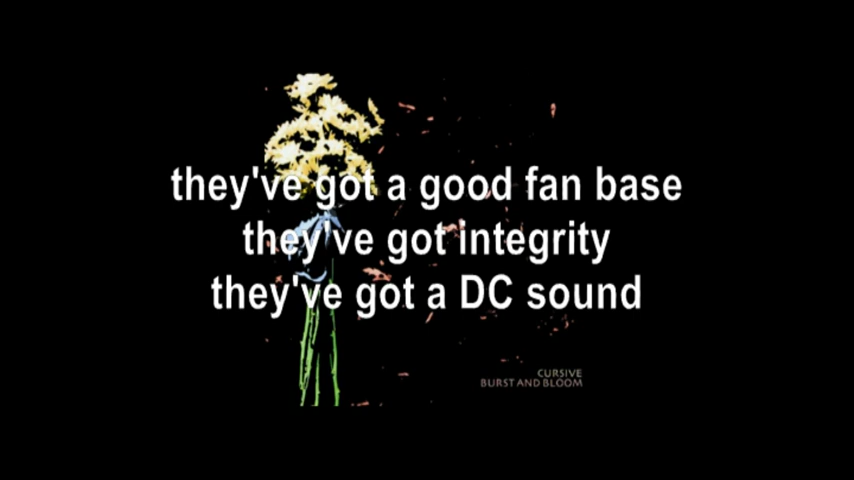 they've got a good fan base
they've got integrity
they've got a DC sound
CURSIVE
BURST AND BLOOM